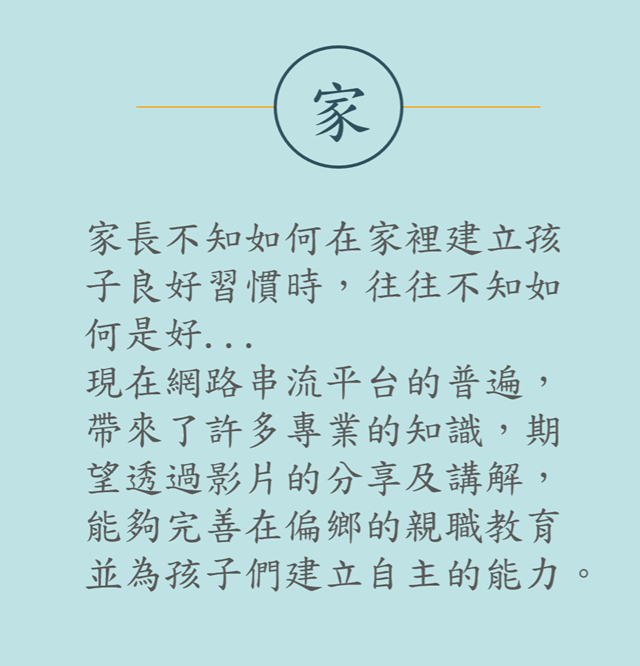 家
家長不知如何在家裡建立孩
子良好習慣時，往往不知如
何是好...
現在網路串流平台的普遍，
帶來了許多專業的知識，期
望透過影片的分享及講解，
能夠完善在偏鄉的親職教育
並為孩子們建立自主的能力。